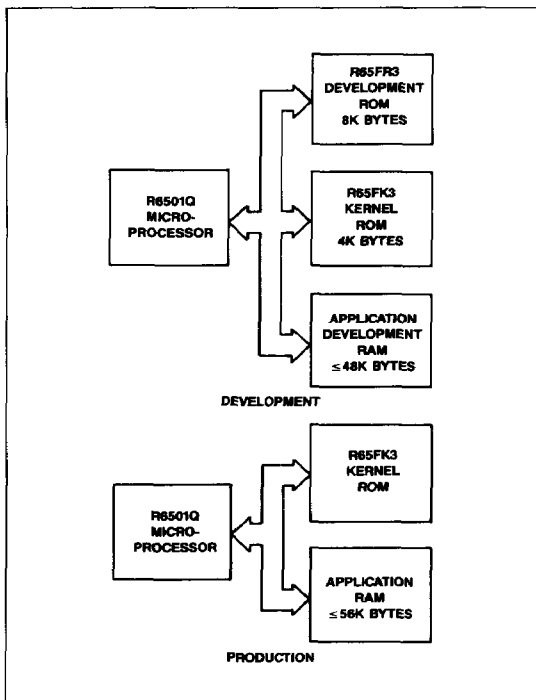 R65FR3
DEVELOPMENT
ROM
8K BYTES
R6501Q
MICRO-
PROCESSOR
R65FK3
KERNEL
ROM
4K BYTES
APPLICATION
DEVELOPMENT
RAM
≤48K BYTES
DEVELOPMENT
R65FK3
KERNEL
ROM
R6501Q
MICRO-
PROCESSOR
APPLICATION
RAM
≤56K BYTES
PRODUCTION